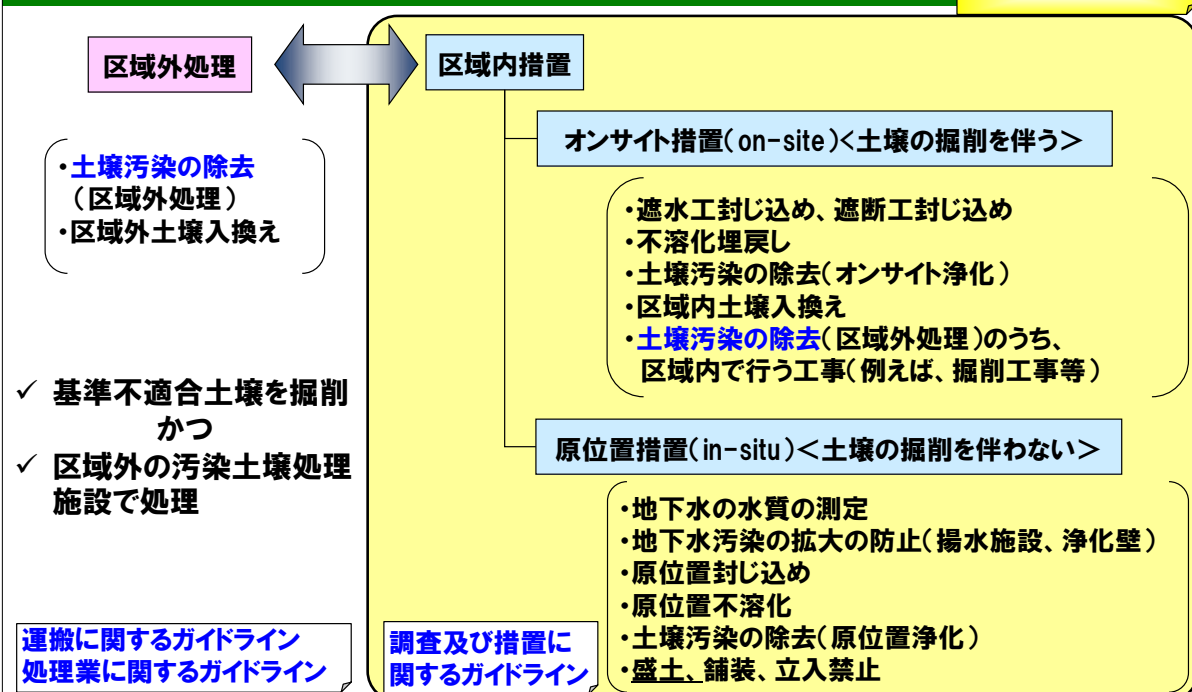 区域外処理
・土壌汚染の除去
（区域外処理）
・区域外土壌入換え
✓ 基準不適合土壌を掘削
かつ
✓ 区域外の汚染土壌処理
施設で処理
運搬に関するガイドライン
処理業に関するガイドライン
区域内措置
オンサイト措置(on-site)<土壌の掘削を伴う>
・遮水工封じ込め、遮断工封じ込め
・不溶化埋戻し
・土壌汚染の除去(オンサイト浄化)
・区域内土壌入換え
・土壌汚染の除去(区域外処理)のうち、
区域内で行う工事(例えば、掘削工事等)
原位置措置(in-situ)<土壌の掘削を伴わない>
・地下水の水質の測定
・地下水汚染の拡大の防止(揚水施設、浄化壁)
・原位置封じ込め
・原位置不溶化
・土壌汚染の除去(原位置浄化)
・盛土、舗装、立入禁止
調査及び措置に
関するガイドライン